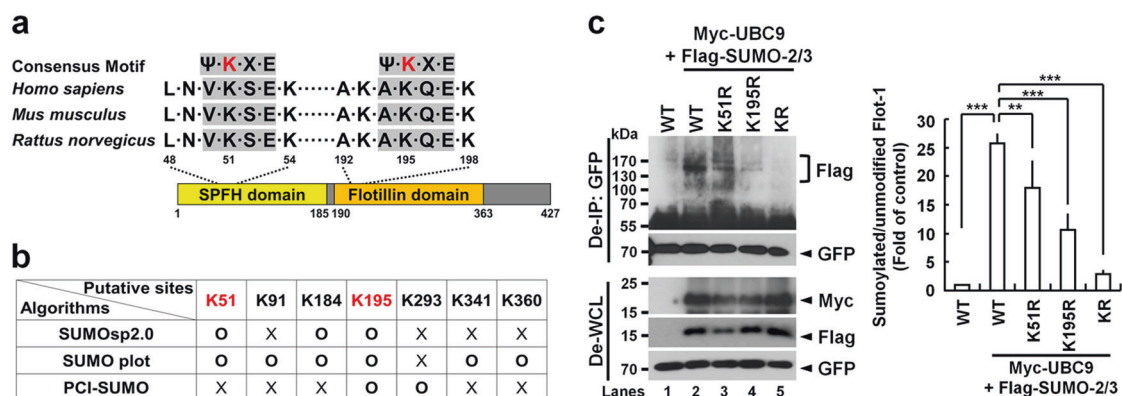 a
Consensus Motif Ψ·K·X·E Ψ·K·X·E
Homo sapiens L·N·V·K·S·E·K······A·K·A·K·Q·E·K
Mus musculus L·N·V·K·S·E·K······A·K·A·K·Q·E·K
Rattus norvegicus L·N·V·K·S·E·K······A·K·A·K·Q·E·K
48 51 54 192 195 198
SPFH domain Flotillin domain
1 185 190 363 427
b
Putative sites
Algorithms K51 K91 K184 K195 K293 K341 K360
SUMOsp2.0 O X O O X X X
SUMO plot O O O O X O O
PCI-SUMO X X X O O X X
c
Myc-UBC9
+ Flag-SUMO-2/3
WT WT K51R K195R KR
kDa
De-IP: GFP
170
130
100
70
55
Flag
70 GFP
De-WCL
25
15
Myc
15 Flag
70 GFP
Lanes 1 2 3 4 5
Sumoylated/unmodified Flot-1
(Fold of control)
30
25
20
15
10
5
0
*** ** *** ***
WT WT K51R K195R KR
Myc-UBC9
+ Flag-SUMO-2/3